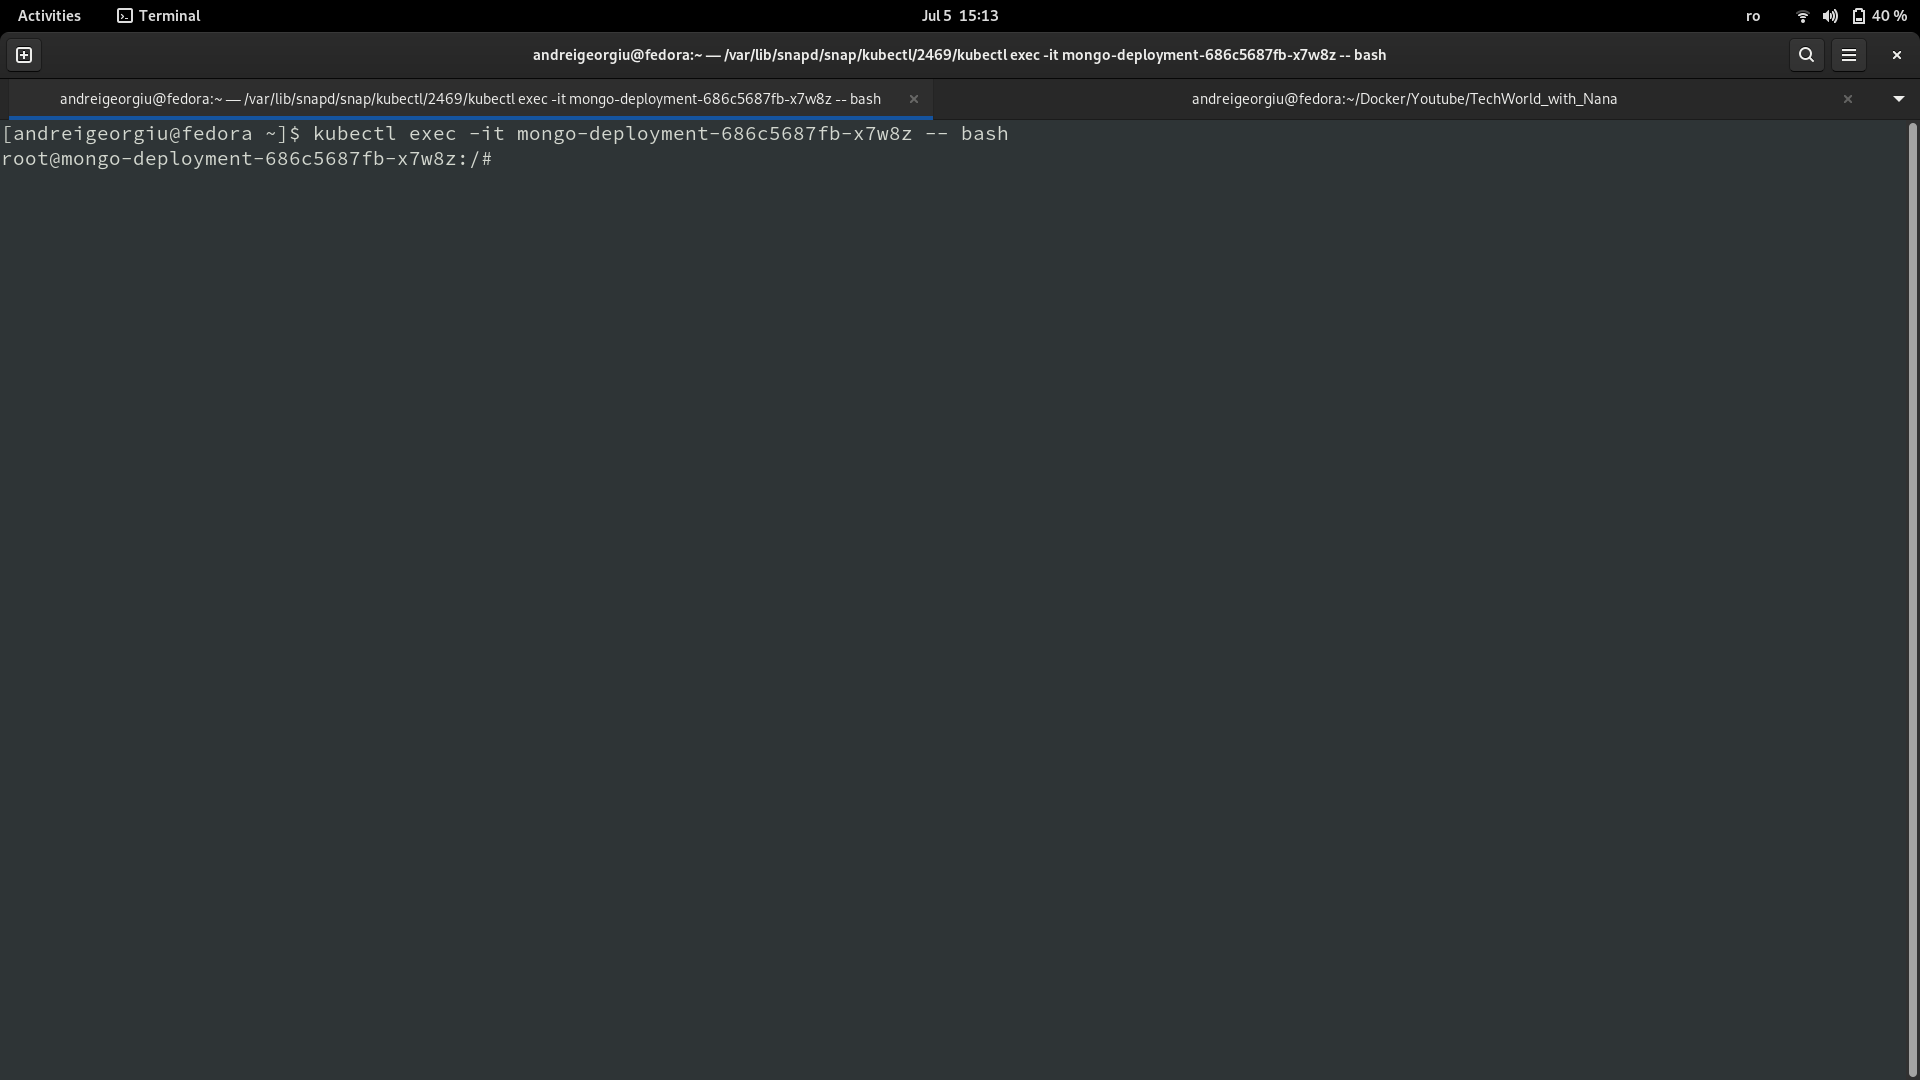 Activities Terminal Jul 5 15:13 ro 40 %
andreigeorgiu@fedora:~ — /var/lib/snapd/snap/kubectl/2469/kubectl exec -it mongo-deployment-686c5687fb-x7w8z -- bash
andreigeorgiu@fedora:~ — /var/lib/snapd/snap/kubectl/2469/kubectl exec -it mongo-deployment-686c5687fb-x7w8z -- bash andreigeorgiu@fedora:~/Docker/Youtube/TechWorld_with_Nana
[andreigeorgiu@fedora ~]$ kubectl exec -it mongo-deployment-686c5687fb-x7w8z -- bash
root@mongo-deployment-686c5687fb-x7w8z:/#